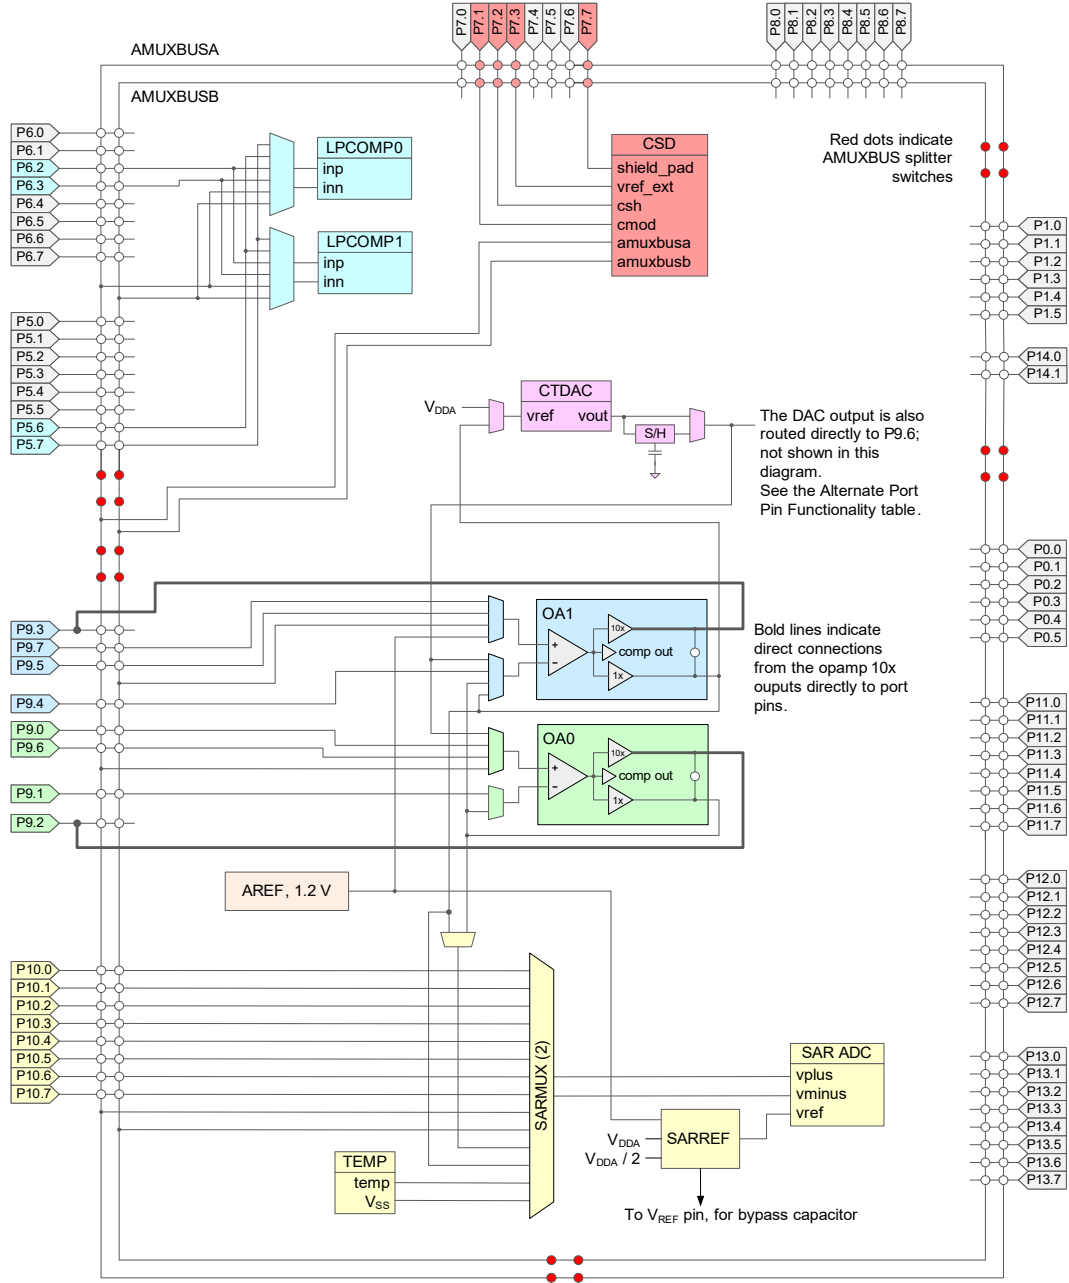 P7.0
P7.1
P7.2
P7.3
P7.4
P7.5
P7.6
P7.7
P8.0
P8.1
P8.2
P8.3
P8.4
P8.5
P8.6
P8.7
AMUXBUSA
AMUXBUSB
P6.0
P6.1
P6.2
P6.3
P6.4
P6.5
P6.6
P6.7
LPCOMP0
inp
inn
LPCOMP1
inp
inn
CSD
shield_pad
vref_ext
csh
cmod
amuxbusa
amuxbusb
Red dots indicate
AMUXBUS splitter
switches
P1.0
P1.1
P1.2
P1.3
P1.4
P1.5
P14.0
P14.1
P5.0
P5.1
P5.2
P5.3
P5.4
P5.5
P5.6
P5.7
VDDA
CTDAC
vref vout
S/H
The DAC output is also
routed directly to P9.6;
not shown in this
diagram.
See the Alternate Port
Pin Functionality table.
P0.0
P0.1
P0.2
P0.3
P0.4
P0.5
P9.3
P9.7
P9.5
P9.4
P9.0
P9.6
P9.1
P9.2
OA1
+
−
10x
comp out
1x
OA0
+
−
10x
comp out
1x
Bold lines indicate
direct connections
from the opamp 10x
ouputs directly to port
pins.
P11.0
P11.1
P11.2
P11.3
P11.4
P11.5
P11.6
P11.7
AREF, 1.2 V
P12.0
P12.1
P12.2
P12.3
P12.4
P12.5
P12.6
P12.7
P10.0
P10.1
P10.2
P10.3
P10.4
P10.5
P10.6
P10.7
SARMUX (2)
SAR ADC
vplus
vminus
vref
SARREF
VDDA
VDDA / 2
TEMP
temp
VSS
To VREF pin, for bypass capacitor
P13.0
P13.1
P13.2
P13.3
P13.4
P13.5
P13.6
P13.7